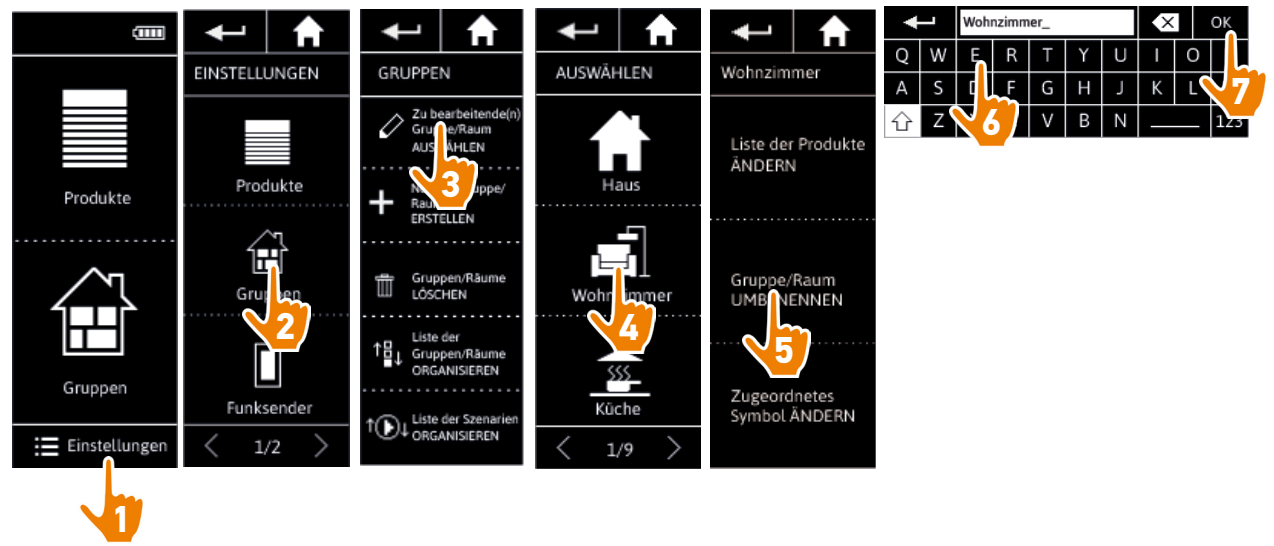 Produkte
Gruppen
Einstellungen
1
EINSTELLUNGEN
Produkte
Gruppen
2
Funksender
1/2
GRUPPEN
Zu bearbeitende(n)
Gruppe/Raum
AUSWÄHLEN
3
ERSTELLEN
Gruppen/Räume
LÖSCHEN
Liste der
Gruppen/Räume
ORGANISIEREN
Liste der Szenarien
ORGANISIEREN
AUSWÄHLEN
Haus
Wohnzimmer
4
Küche
1/9
Wohnzimmer
Liste der Produkte
ÄNDERN
Gruppe/Raum
UMBENENNEN
5
Zugeordnetes
Symbol ÄNDERN
Wohnzimmer_ OK
Q W E R T Y U I O
A S D F G H J K L 7
Z 6 V B N 123